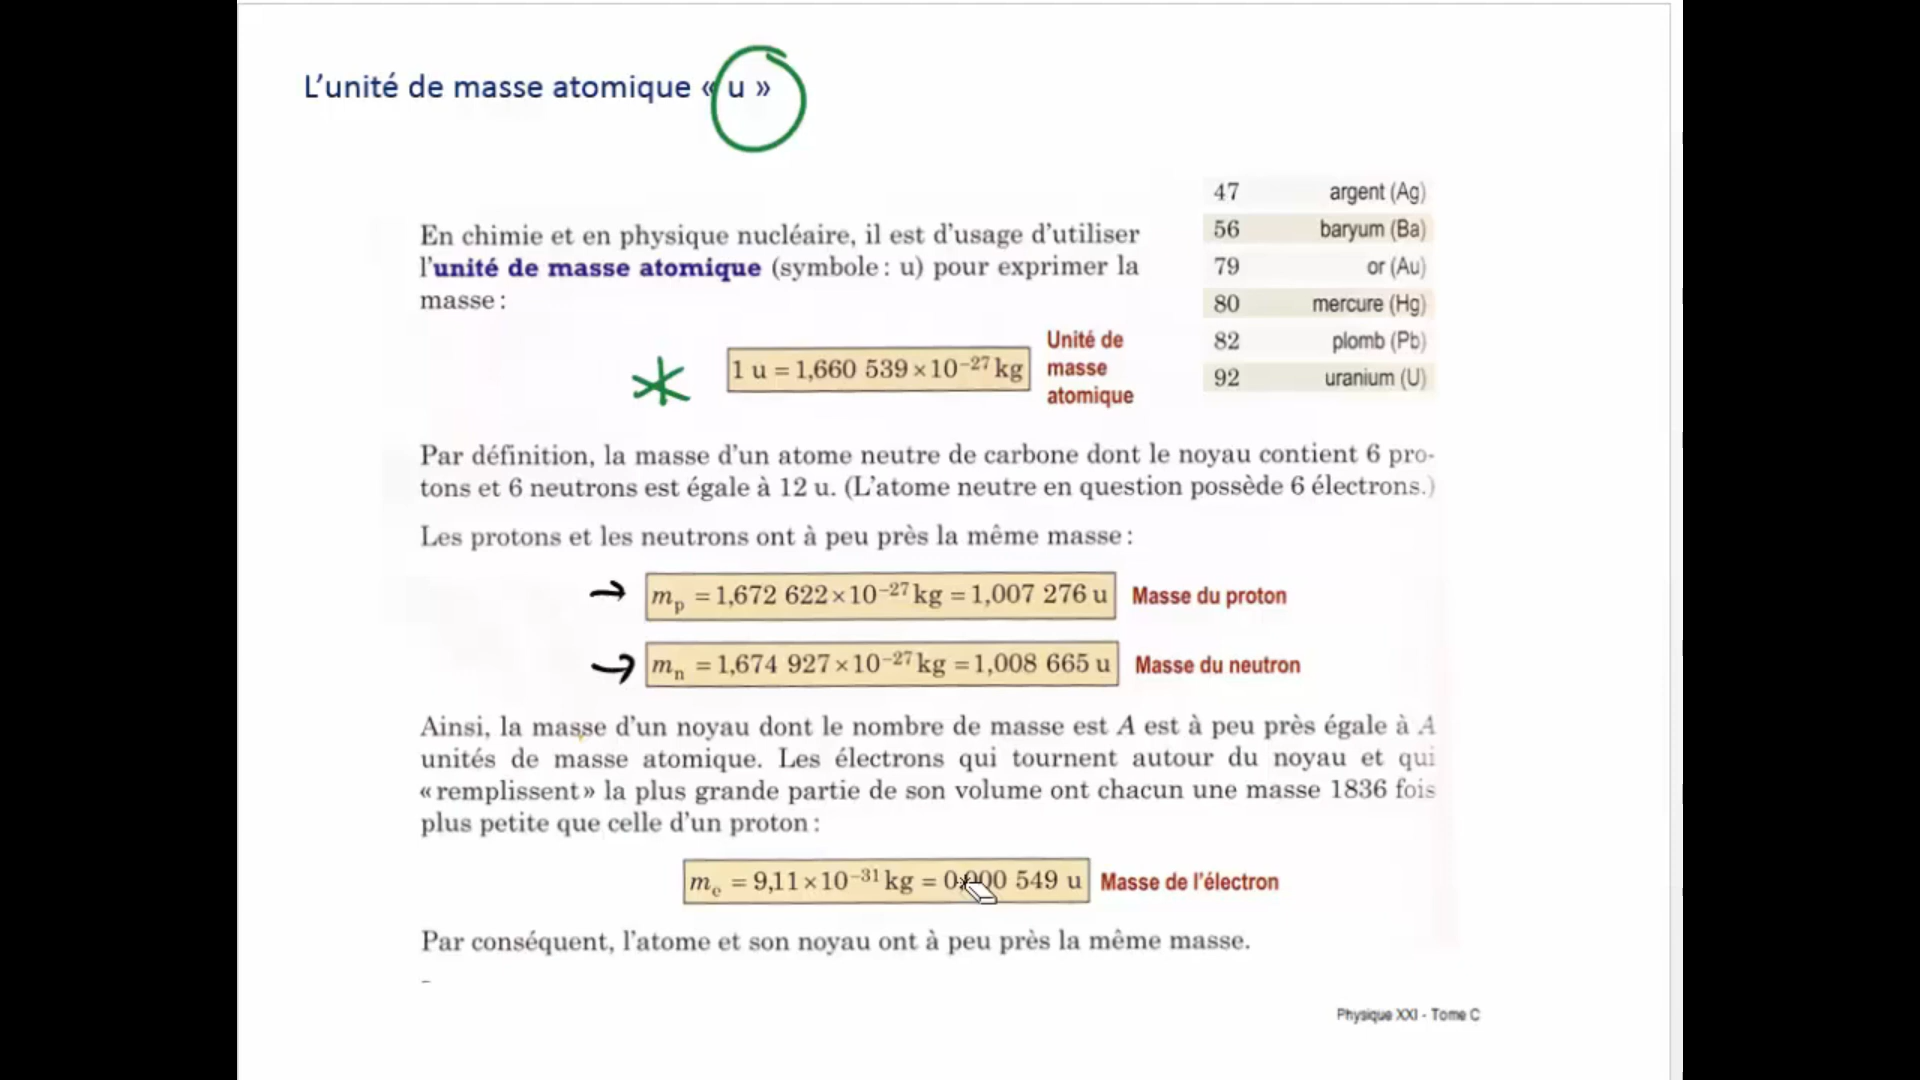 L'unité de masse atomique « u »
47 argent (Ag)
56 baryum (Ba)
79 or (Au)
80 mercure (Hg)
82 plomb (Pb)
92 uranium (U)
En chimie et en physique nucléaire, il est d'usage d'utiliser
l'unité de masse atomique (symbole : u) pour exprimer la
masse :
1 u = 1,660 539 × 10⁻²⁷ kg
Unité de
masse
atomique
Par définition, la masse d'un atome neutre de carbone dont le noyau contient 6 pro-
tons et 6 neutrons est égale à 12 u. (L'atome neutre en question possède 6 électrons.)
Les protons et les neutrons ont à peu près la même masse :
mₚ = 1,672 622 × 10⁻²⁷ kg = 1,007 276 u Masse du proton
mₙ = 1,674 927 × 10⁻²⁷ kg = 1,008 665 u Masse du neutron
Ainsi, la masse d'un noyau dont le nombre de masse est A est à peu près égale à A
unités de masse atomique. Les électrons qui tournent autour du noyau et qui
« remplissent » la plus grande partie de son volume ont chacun une masse 1836 fois
plus petite que celle d'un proton :
mₑ = 9,11 × 10⁻³¹ kg = 0,000 549 u Masse de l'électron
Par conséquent, l'atome et son noyau ont à peu près la même masse.
Physique XXI - Tome C